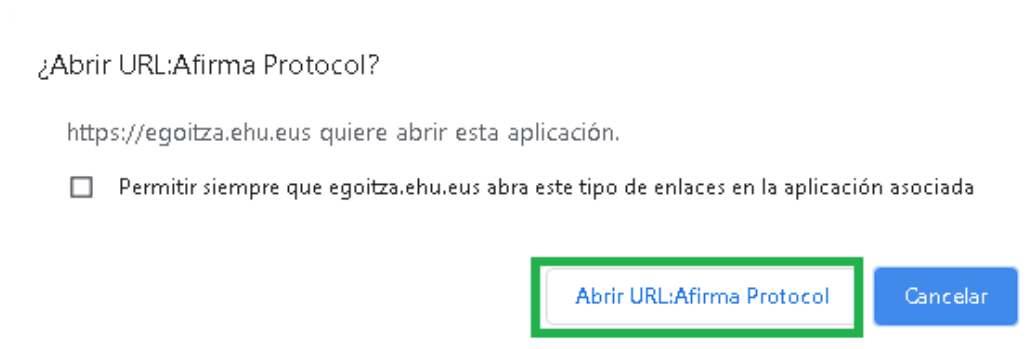 ¿Abrir URL:Afirma Protocol?
https://egoitza.ehu.eus quiere abrir esta aplicación.
Permitir siempre que egoitza.ehu.eus abra este tipo de enlaces en la aplicación asociada
Abrir URL:Afirma Protocol
Cancelar